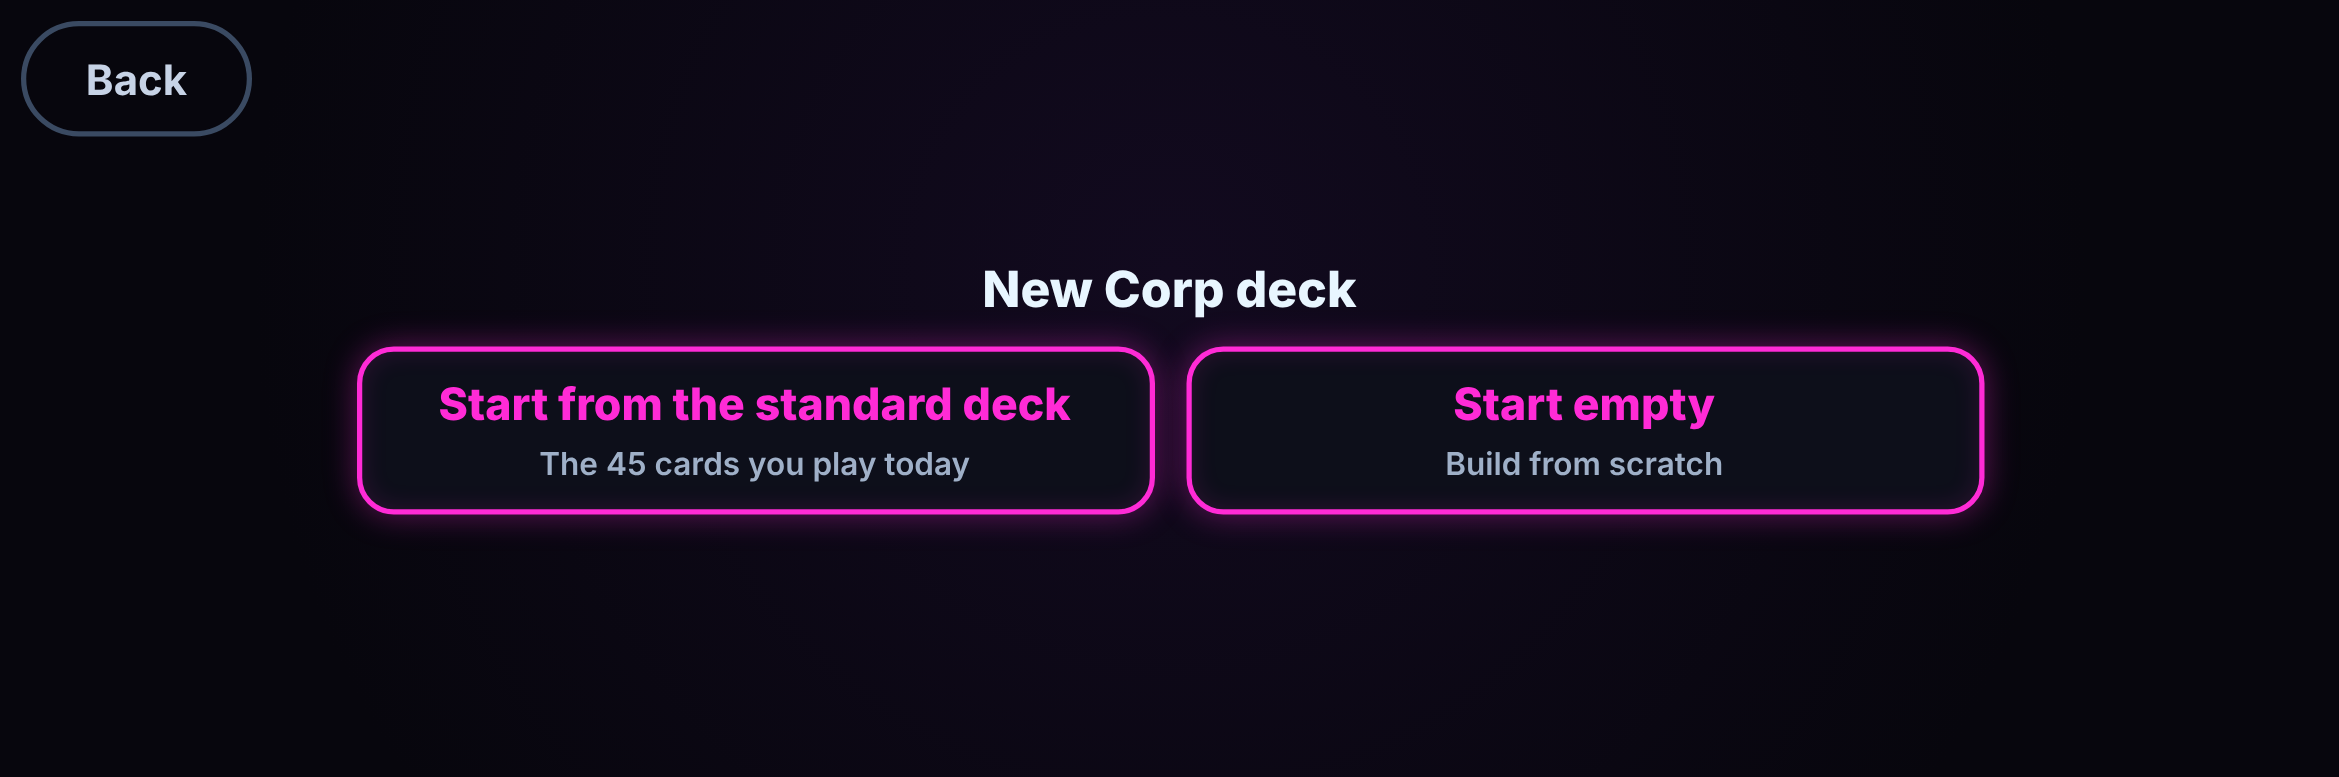 Back
New Corp deck
Start from the standard deck
The 45 cards you play today
Start empty
Build from scratch